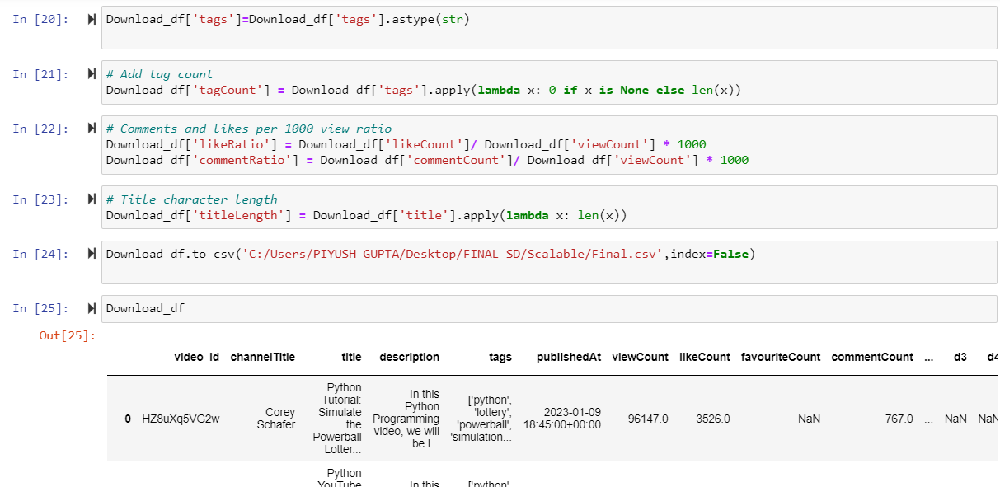 In [20]: Download_df['tags']=Download_df['tags'].astype(str)
In [21]: # Add tag count
Download_df['tagCount'] = Download_df['tags'].apply(lambda x: 0 if x is None else len(x))
In [22]: # Comments and likes per 1000 view ratio
Download_df['likeRatio'] = Download_df['likeCount']/ Download_df['viewCount'] * 1000
Download_df['commentRatio'] = Download_df['commentCount']/ Download_df['viewCount'] * 1000
In [23]: # Title character length
Download_df['titleLength'] = Download_df['title'].apply(lambda x: len(x))
In [24]: Download_df.to_csv('C:/Users/PIYUSH GUPTA/Desktop/FINAL SD/Scalable/Final.csv',index=False)
In [25]: Download_df
Out[25]:
video_id channelTitle title description tags publishedAt viewCount likeCount favouriteCount commentCount ... d3 d4
0 HZ8uXq5VG2w
Corey
Schafer
Python
Tutorial:
Simulate
the
Powerball
Lotter...
In this
Python
Programming
video, we will
be l...
['python',
'lottery',
'powerball',
'simulation...
2023-01-09
18:45:00+00:00
96147.0 3526.0 NaN 767.0 ... NaN NaN
Python
YouTube
In this
['python'